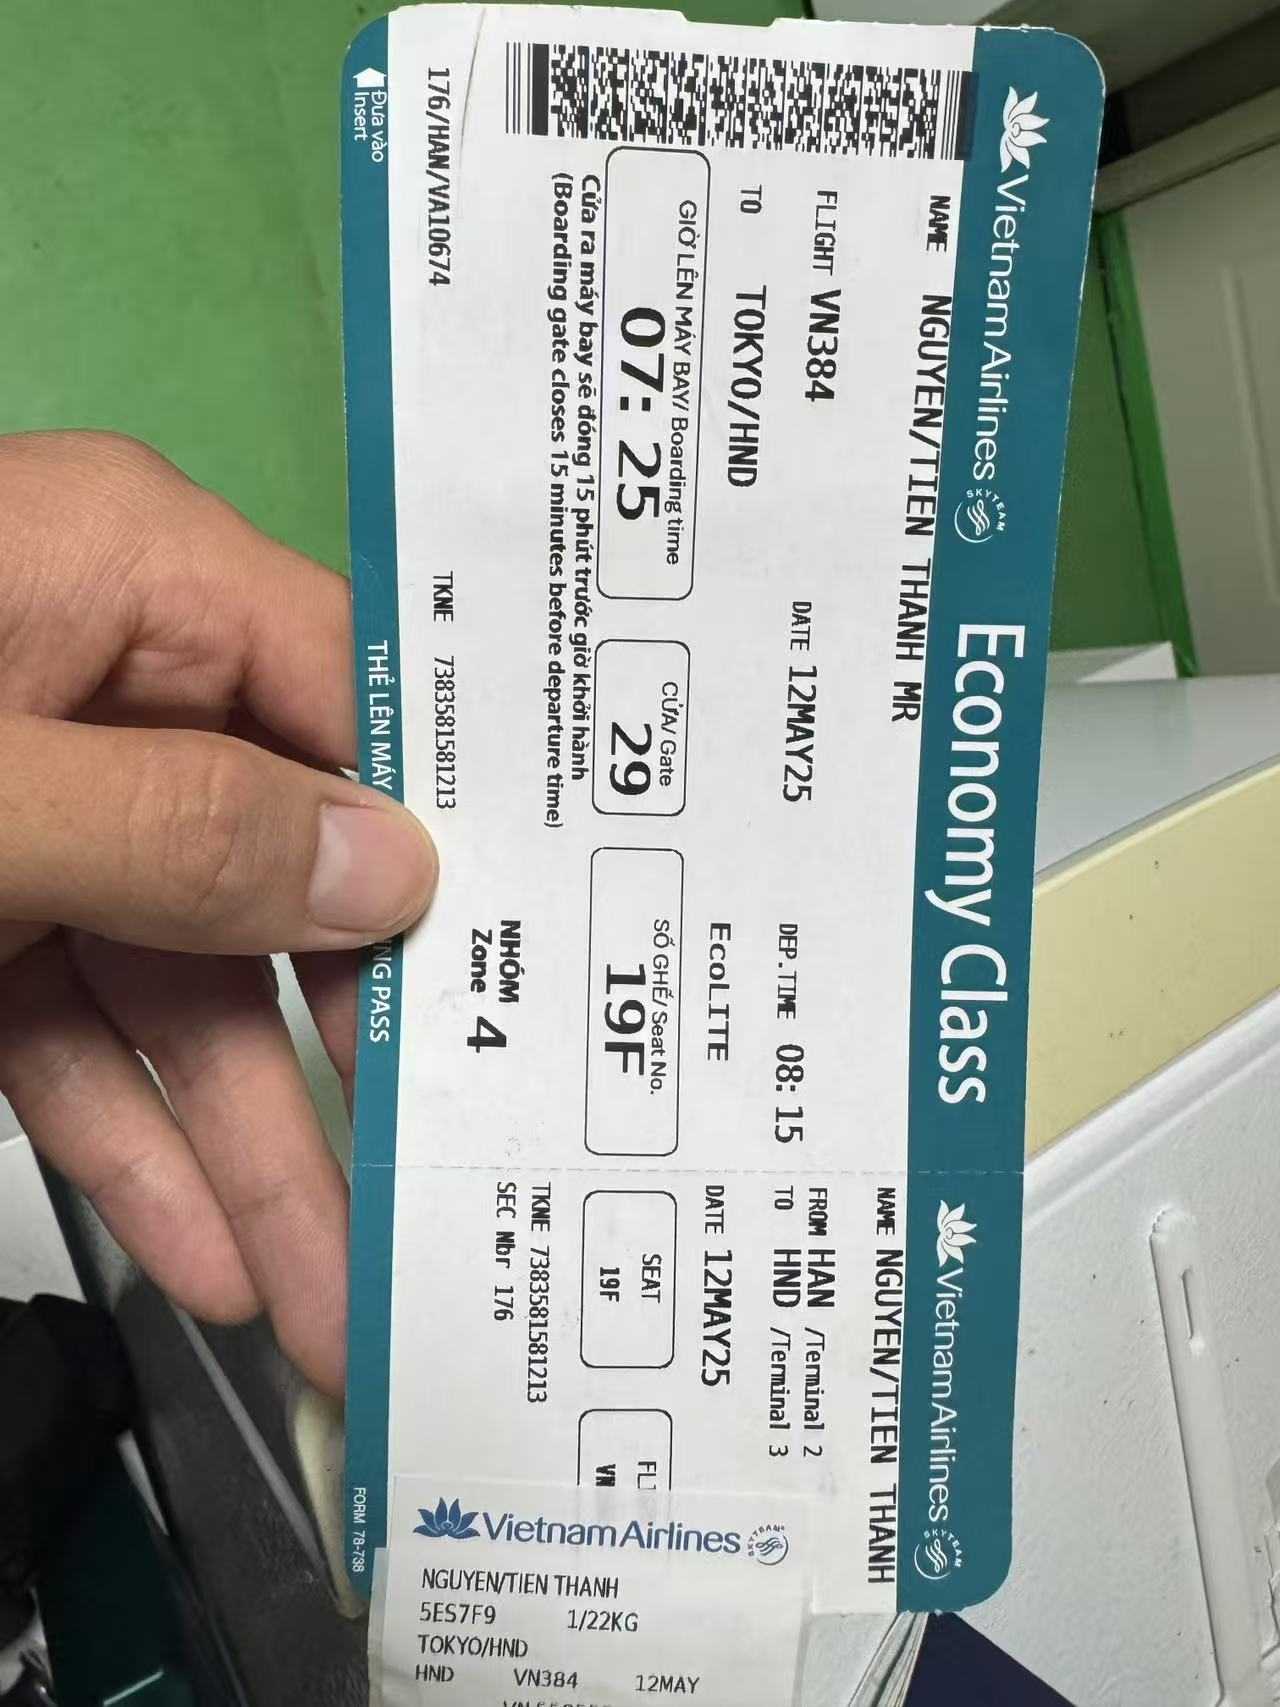 Vietnam Airlines SKYTEAM Economy Class
NAME NGUYEN/TIEN THANH MR
FLIGHT VN384 DATE 12MAY25 DEP.TIME 08:15
TO TOKYO/HND EcoLITE
GIỜ LÊN MÁY BAY/ Boarding time
07:25
CỬA/ Gate
29
SỐ GHẾ/ Seat No.
19F
Cửa ra máy bay sẽ đóng 15 phút trước giờ khởi hành
(Boarding gate closes 15 minutes before departure time)
NHÓM
Zone 4
176/HAN/VA10674 TKNE 7383581581213
Đưa vào
Insert
THẺ LÊN MÁY
PASS
Vietnam Airlines SKYTEAM
NAME NGUYEN/TIEN THANH
FROM HAN /Terminal 2
TO HND /Terminal 3
DATE 12MAY25
SEAT
19F
VN
TKNE 7383581581213
SEC Nbr 176
FORM 78-738
Vietnam Airlines SKYTEAM
NGUYEN/TIEN THANH
5ES7F9 1/22KG
TOKYO/HND
HND VN384 12MAY